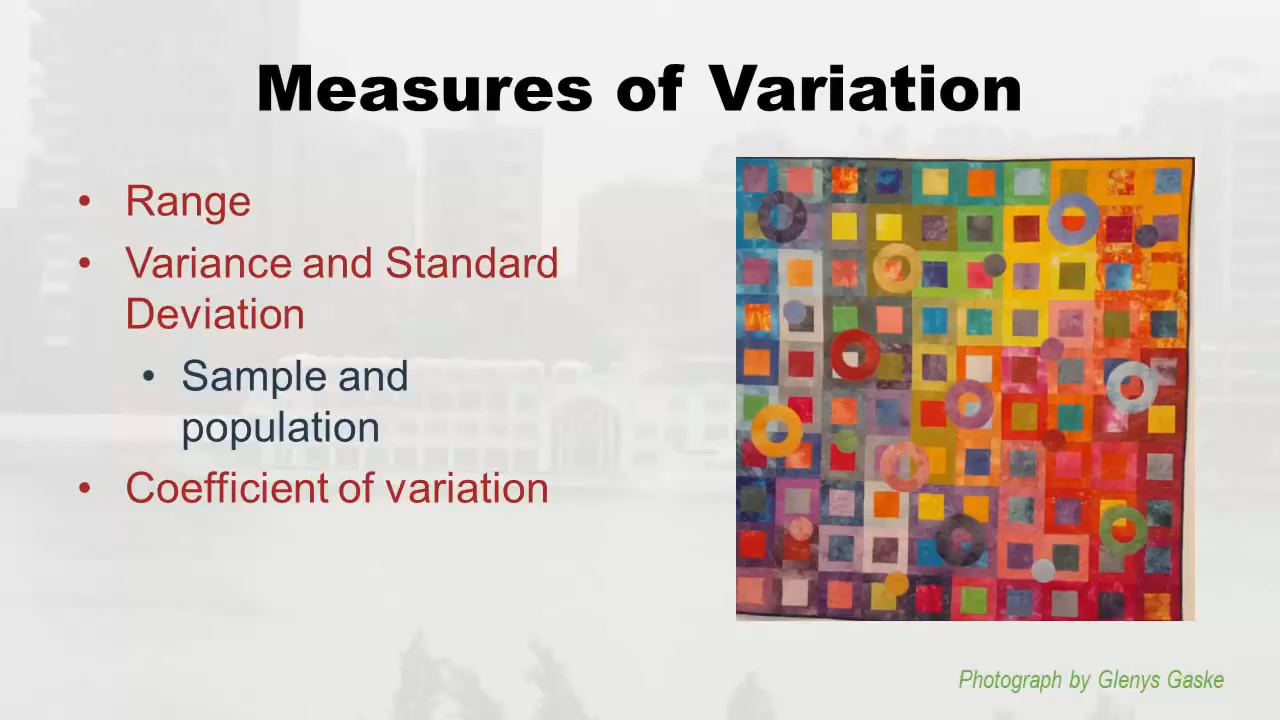 Measures of Variation
• Range
• Variance and Standard
Deviation
• Sample and
population
• Coefficient of variation
Photograph by Glenys Gaske